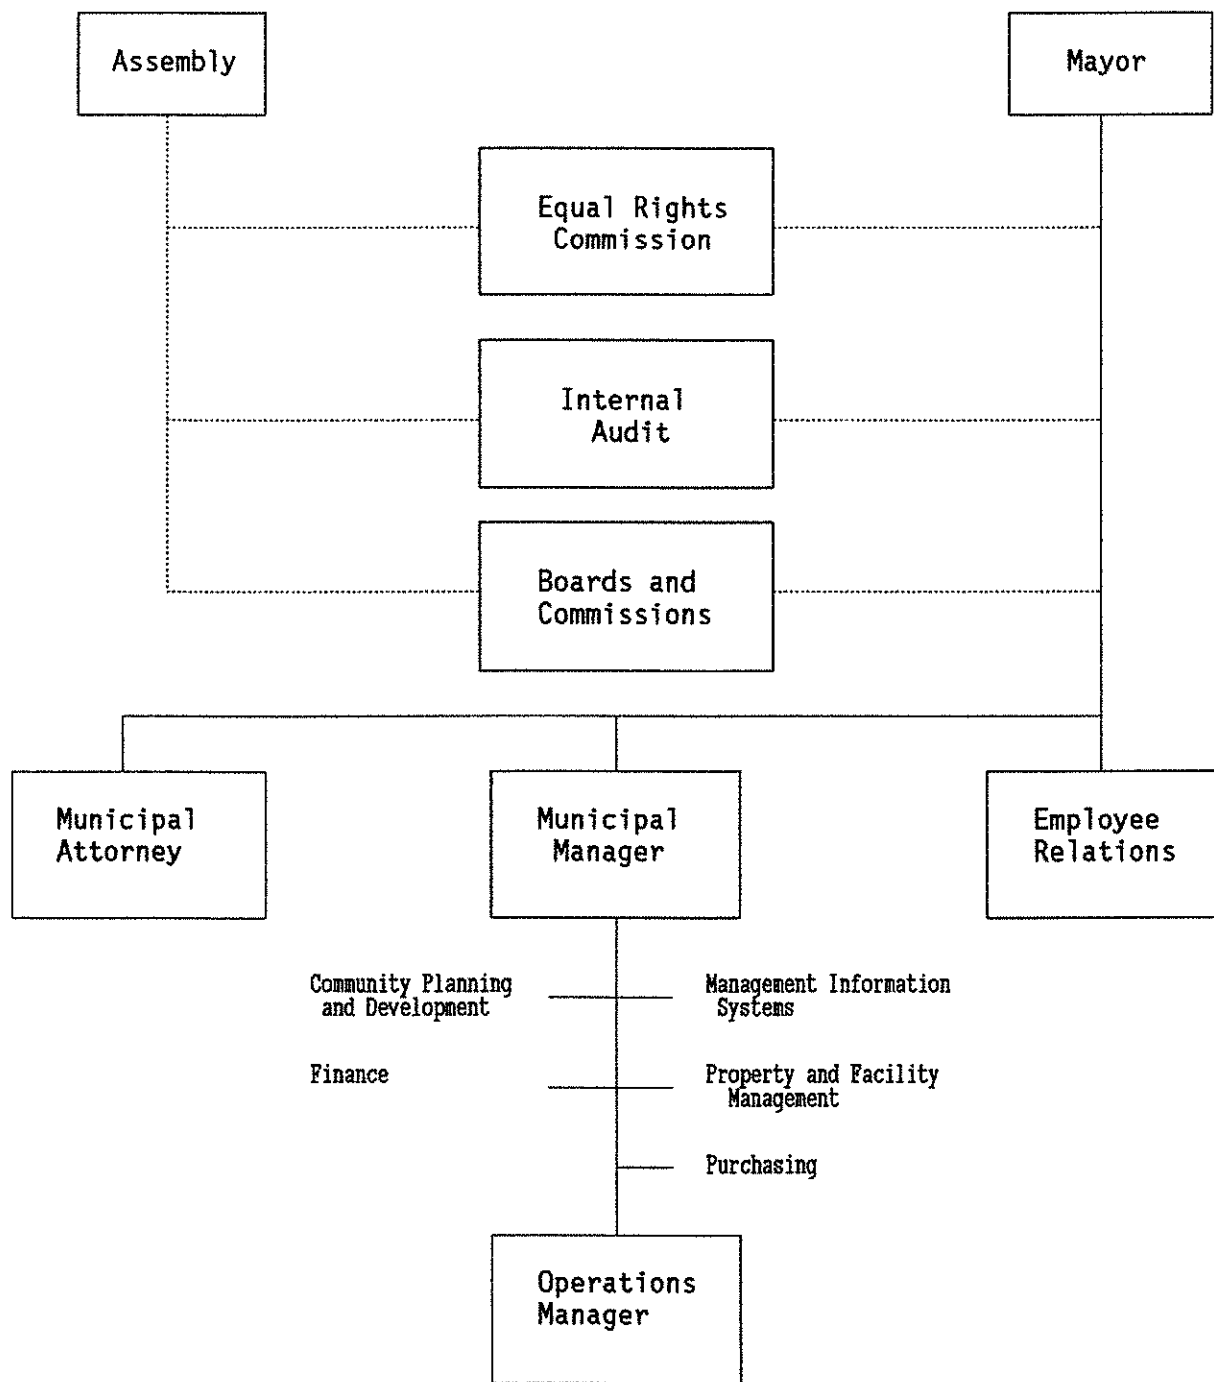 Assembly
Mayor
Equal Rights
Commission
Internal
Audit
Boards and
Commissions
Municipal
Attorney
Municipal
Manager
Employee
Relations
Community Planning
and Development
Management Information
Systems
Finance
Property and Facility
Management
Purchasing
Operations
Manager